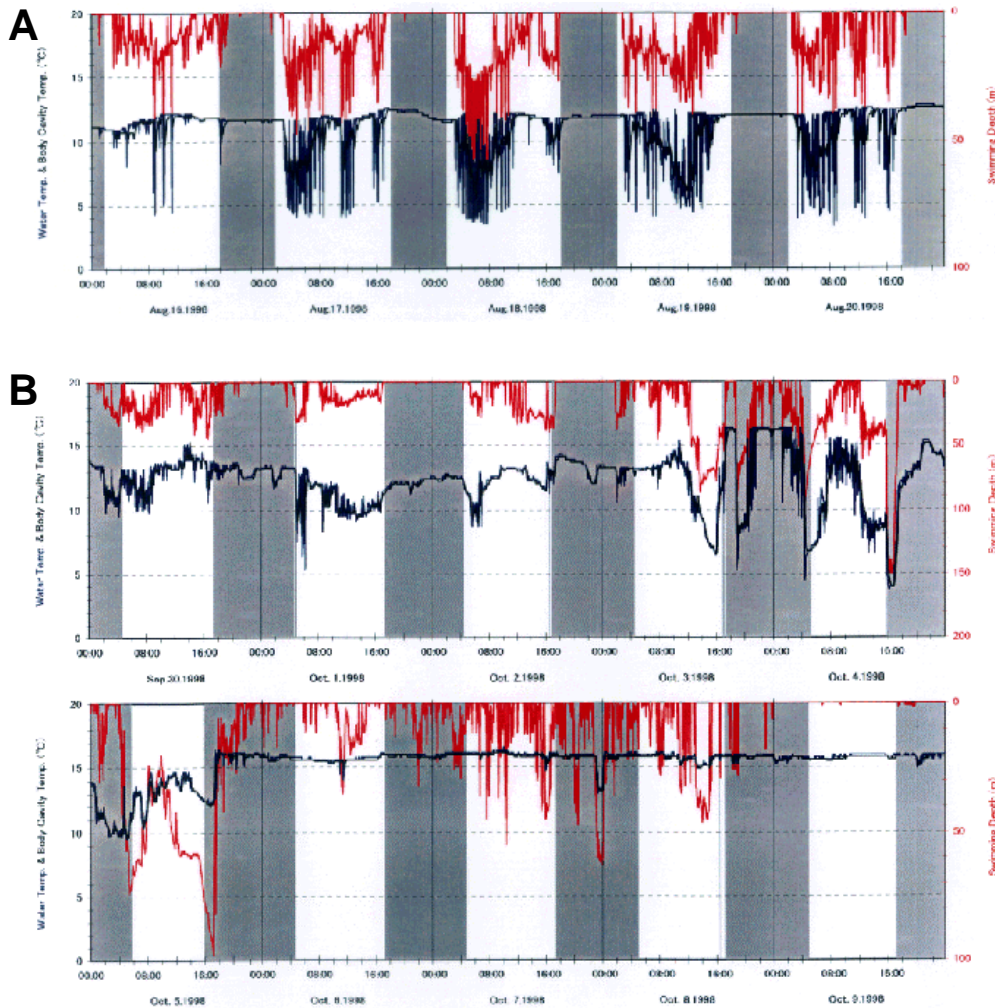 A
Water Temp. & Body Cavity Temp. (°C)
20
15
10
5
0
0
50
100
Swimming Depth (m)
00:00 08:00 16:00 00:00 08:00 16:00 00:00 08:00 16:00 00:00 08:00 16:00 00:00 08:00 16:00
Aug.16.1998 Aug.17.1998 Aug.18.1998 Aug.19.1998 Aug.20.1998
B
Water Temp. & Body Cavity Temp. (°C)
20
15
10
5
0
0
50
100
150
200
Swimming Depth (m)
00:00 08:00 16:00 00:00 08:00 16:00 00:00 08:00 16:00 00:00 08:00 16:00 00:00 08:00 16:00
Sep.30.1998 Oct. 1.1998 Oct. 2.1998 Oct. 3.1998 Oct. 4.1998
Water Temp. & Body Cavity Temp. (°C)
20
15
10
5
0
0
50
100
Swimming Depth (m)
00:00 08:00 16:00 00:00 08:00 16:00 00:00 08:00 16:00 00:00 08:00 16:00 00:00 08:00 16:00
Oct. 5.1998 Oct. 6.1998 Oct. 7.1998 Oct. 8.1998 Oct. 9.1998